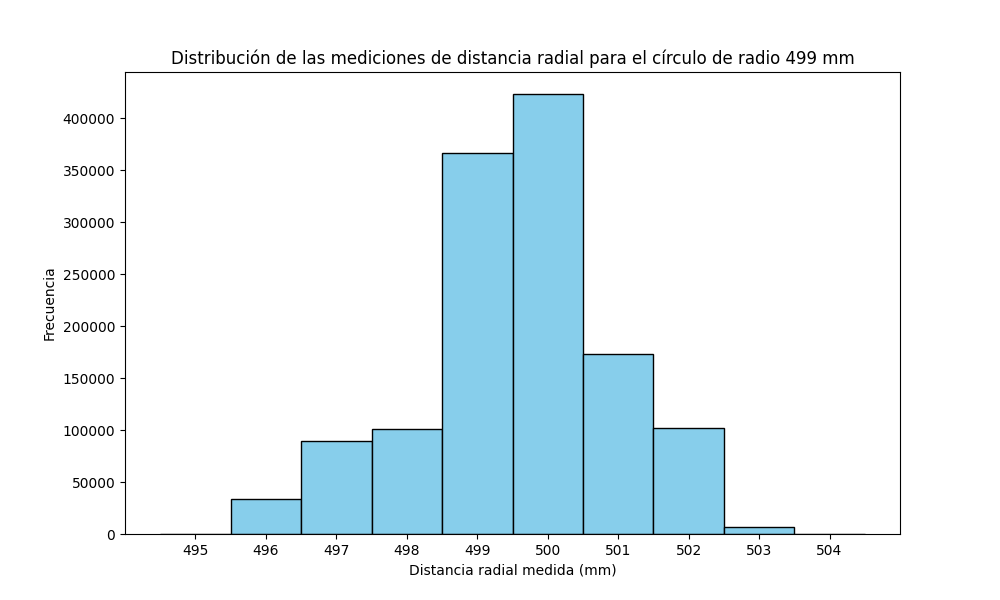 Distribución de las mediciones de distancia radial para el círculo de radio 499 mm
400000
350000
300000
250000
200000
150000
100000
50000
0
Frecuencia
495 496 497 498 499 500 501 502 503 504
Distancia radial medida (mm)